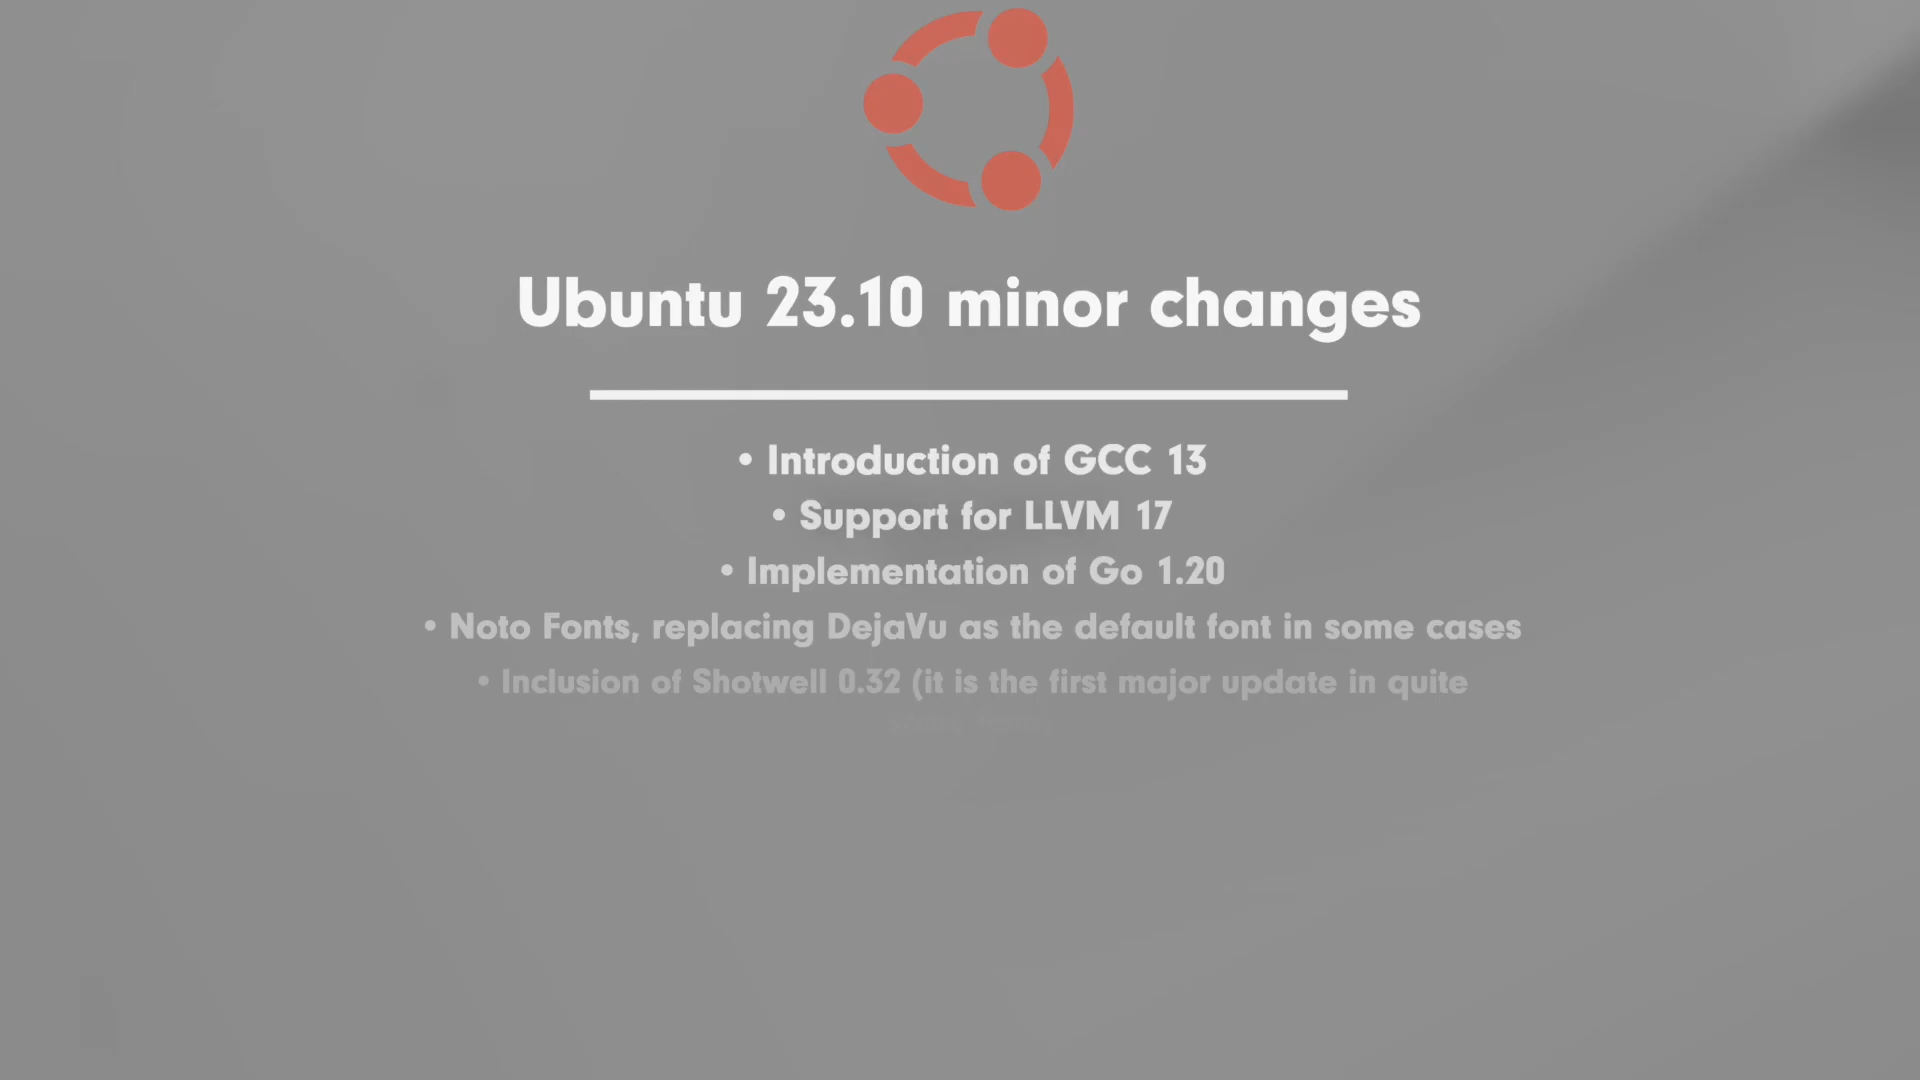 Ubuntu 23.10 minor changes
• Introduction of GCC 13
• Support for LLVM 17
• Implementation of Go 1.20
• Noto Fonts, replacing DejaVu as the default font in some cases
• Inclusion of Shotwell 0.32 (it is the first major update in quite